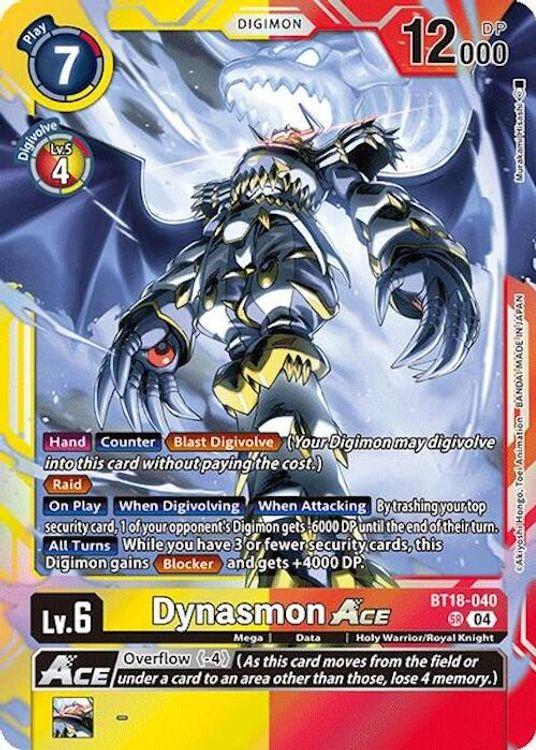 Play
7
DIGIMON
12000
DP
Digivolve
Lv.5
4
Murakami Hisashi
©Akiyoshi Hongo, Toei Animation BANDAI MADE IN JAPAN
Hand Counter Blast Digivolve (Your Digimon may digivolve
into this card without paying the cost.)
Raid
On Play When Digivolving When Attacking By trashing your top
security card, 1 of your opponent's Digimon gets -6000 DP until the end of their turn.
All Turns While you have 3 or fewer security cards, this
Digimon gains Blocker and gets +4000 DP.
Lv.6
Dynasmon ACE
BT18-040
SR 04
Mega | Data | Holy Warrior/Royal Knight
ACE
Overflow《-4》(As this card moves from the field or
under a card to an area other than those, lose 4 memory.)
-